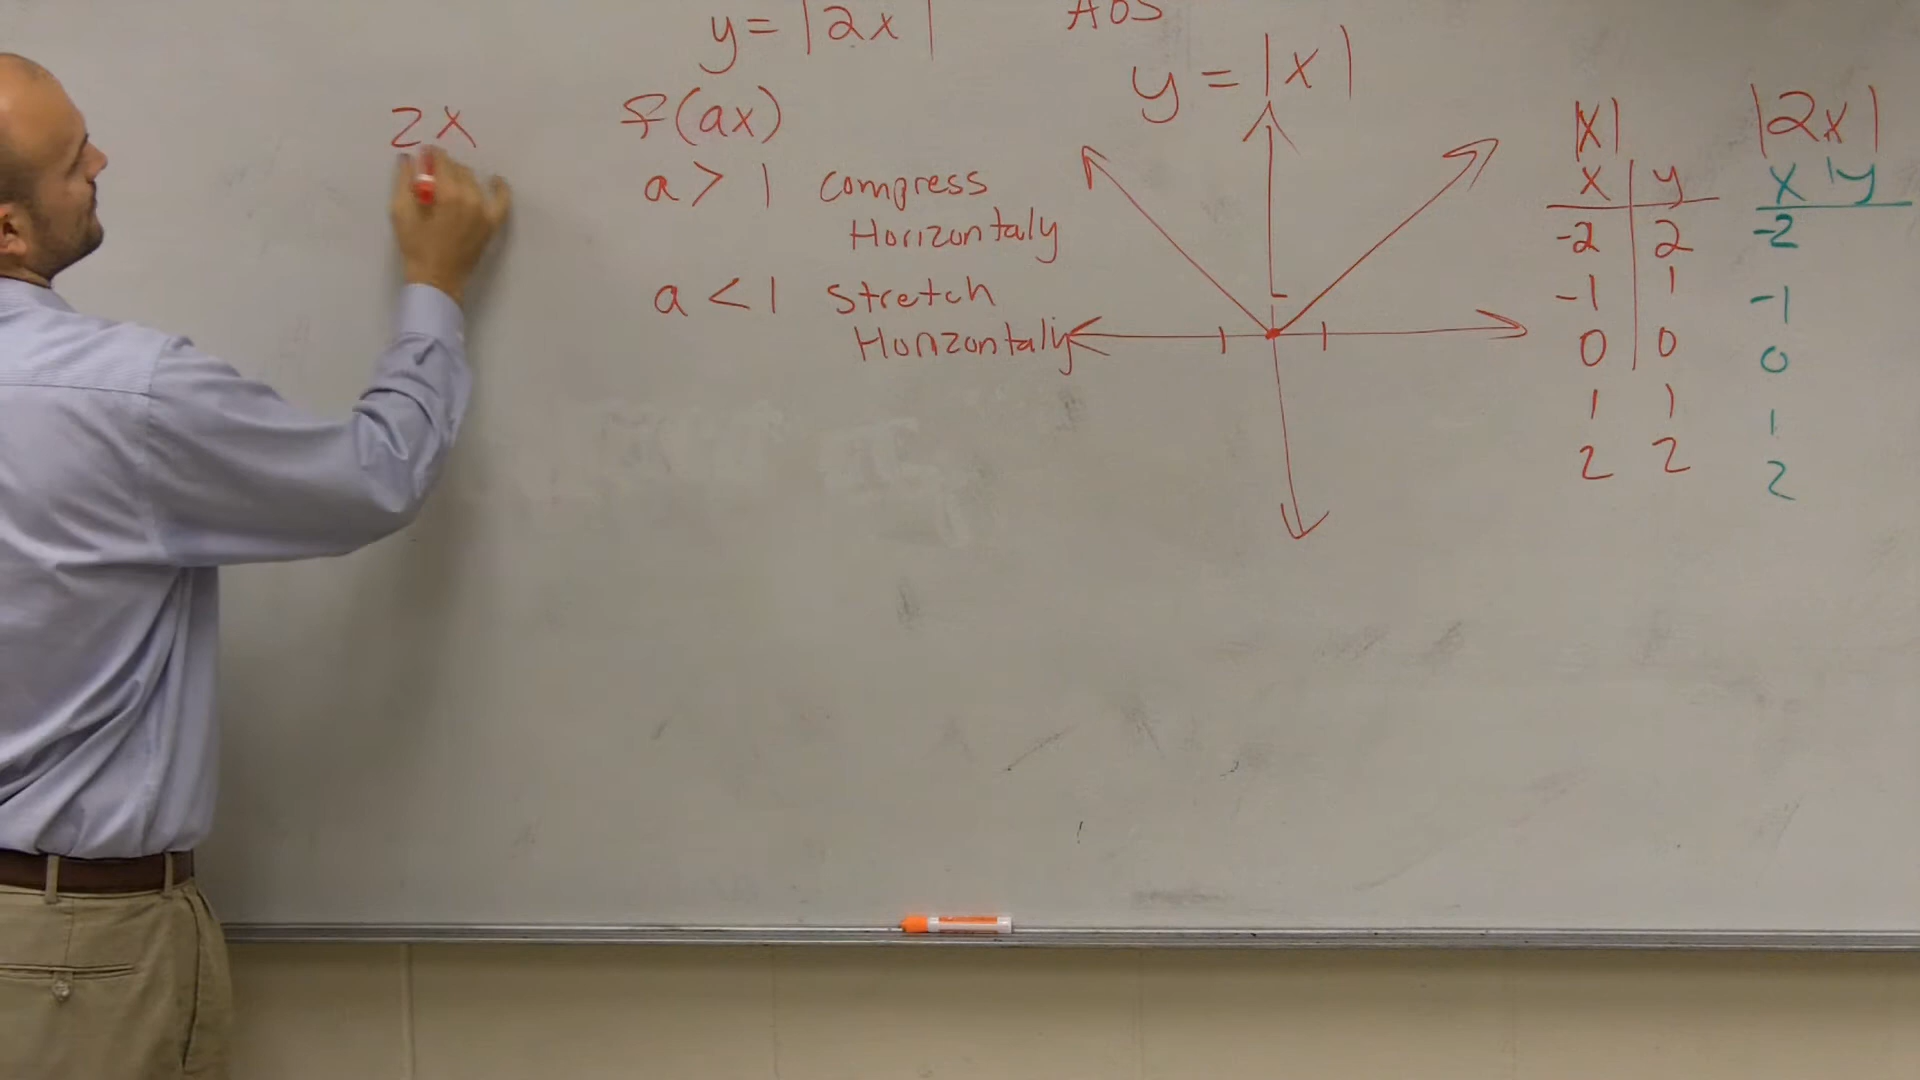 y = |2x|
AOS
2x
f(ax)
a > 1 compress
Horizontaly
a < 1 Stretch
Horizontaly
y = |x|
|x|
x y
-2 2
-1 1
0 0
1 1
2 2
|2x|
x y
-2
-1
0
1
2